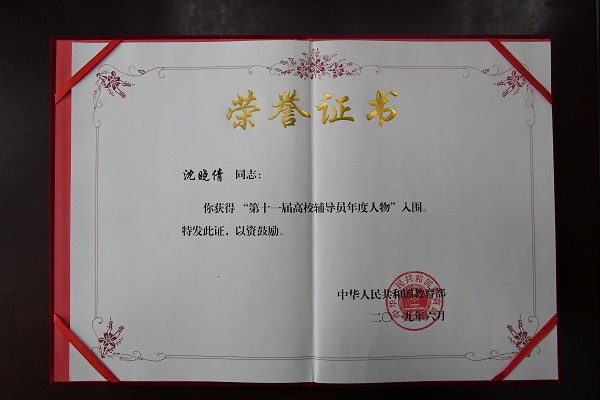 荣誉证书
沈晓倩 同志：
你获得“第十一届高校辅导员年度人物”入围。
特发此证，以资鼓励。
中华人民共和国教育部
二〇一九年六月